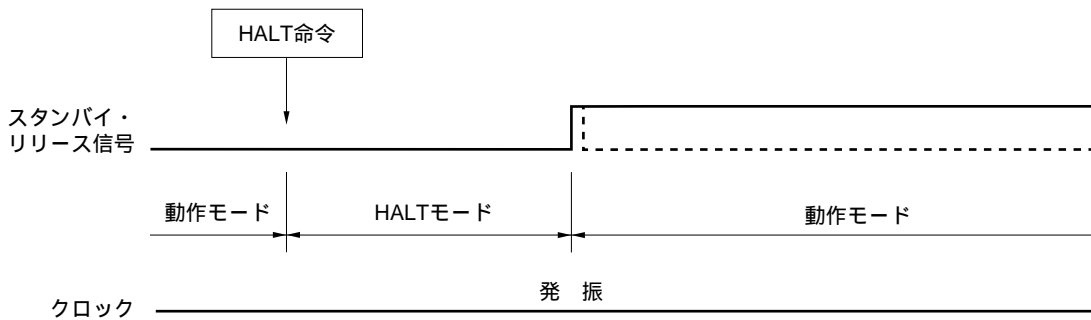 HALT命令
スタンバイ・
リリース信号
動作モード
HALTモード
動作モード
発 振
クロック